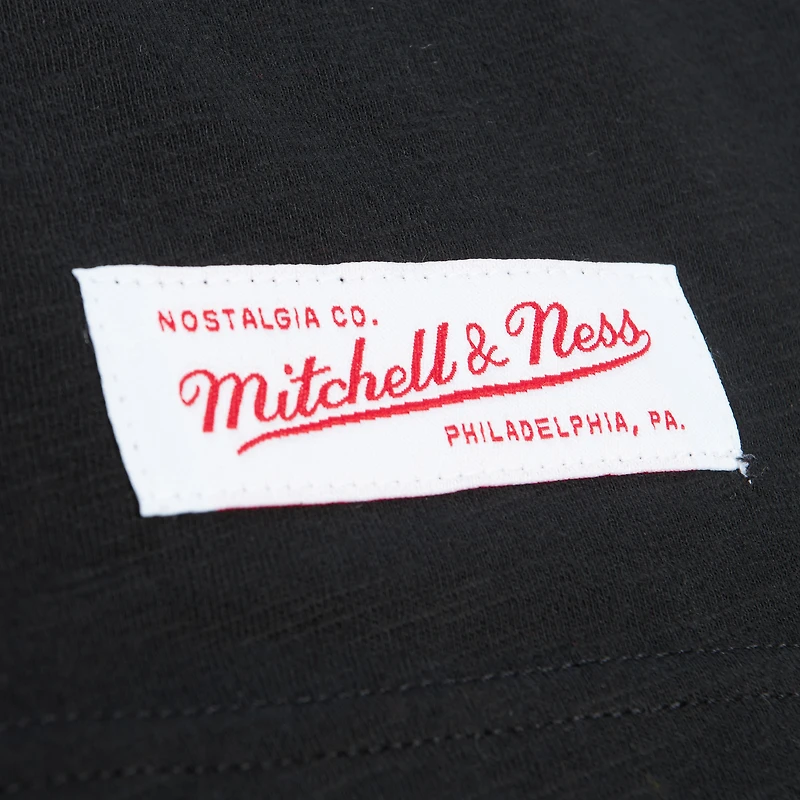 NOSTALGIA CO.
Mitchell & Ness
PHILADELPHIA, PA.